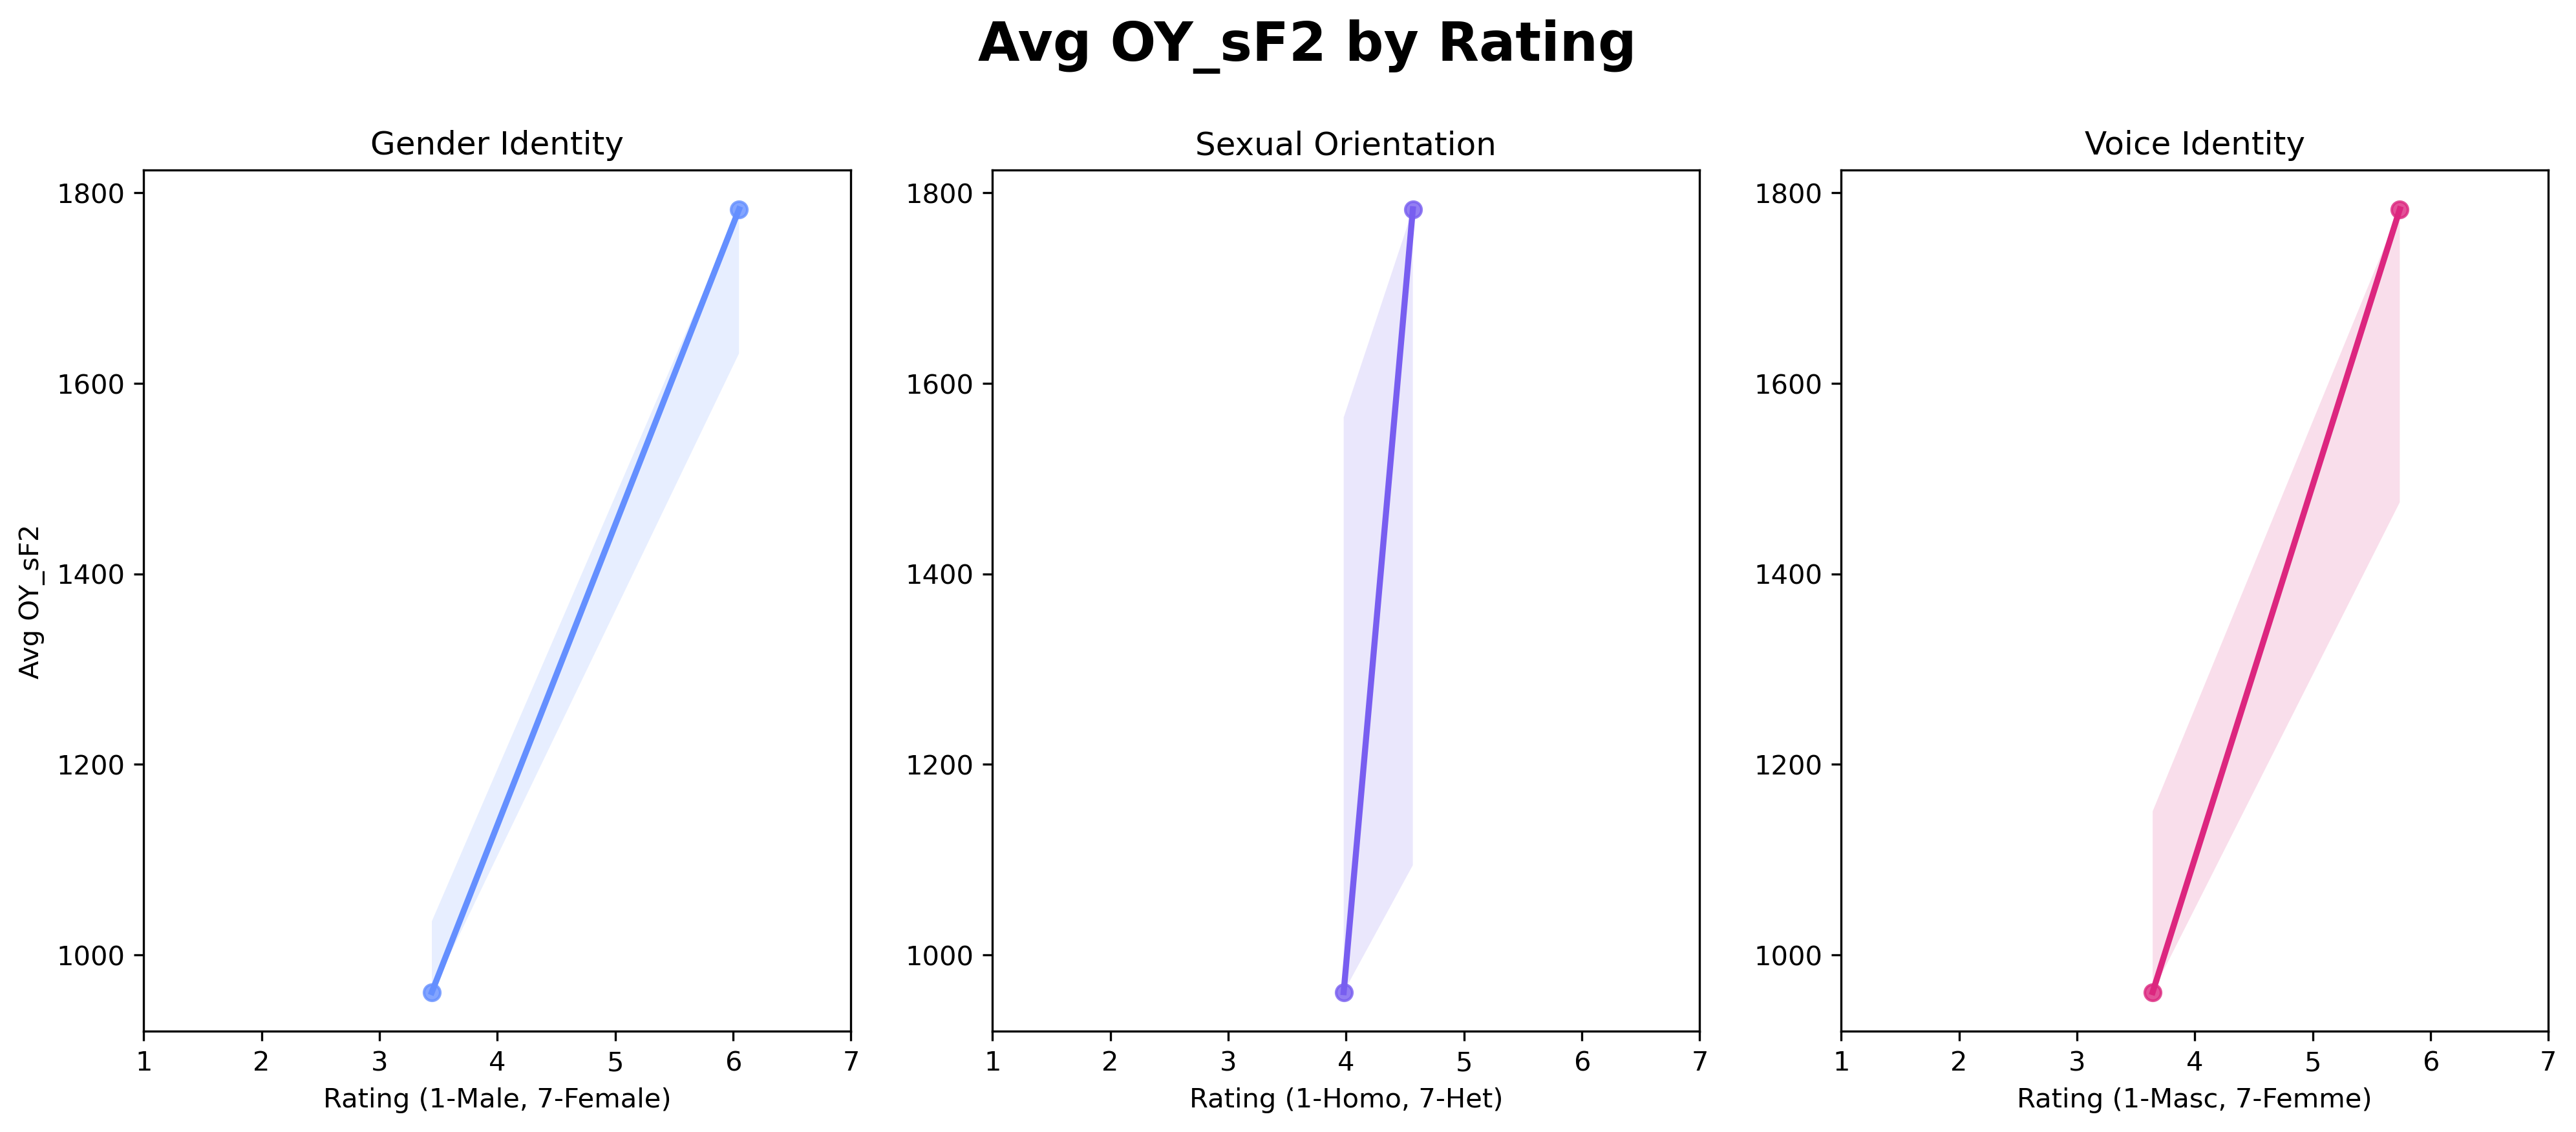 Avg OY_sF2 by Rating
Gender Identity
Sexual Orientation
Voice Identity
Avg OY_sF2
1800
1600
1400
1200
1000
1 2 3 4 5 6 7
Rating (1-Male, 7-Female)
1800
1600
1400
1200
1000
1 2 3 4 5 6 7
Rating (1-Homo, 7-Het)
1800
1600
1400
1200
1000
1 2 3 4 5 6 7
Rating (1-Masc, 7-Femme)